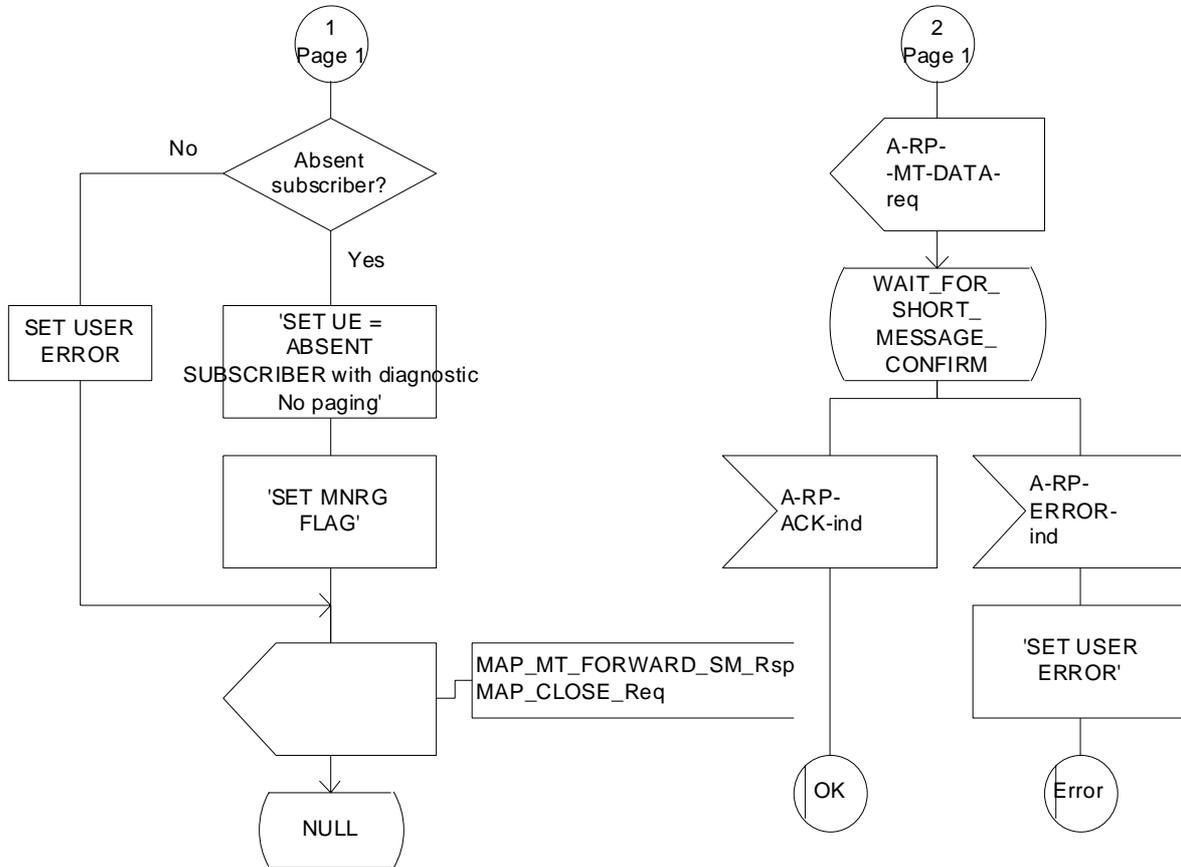 1
Page 1
No
Absent
subscriber?
Yes
SET USER
ERROR
'SET UE =
ABSENT
SUBSCRIBER with diagnostic
No paging'
'SET MNRG
FLAG'
MAP_MT_FORWARD_SM_Rsp
MAP_CLOSE_Req
NULL
2
Page 1
A-RP-
-MT-DATA-
req
WAIT_FOR_
SHORT_
MESSAGE_
CONFIRM
A-RP-
ACK-ind
A-RP-
ERROR-
ind
'SET USER
ERROR'
OK
Error